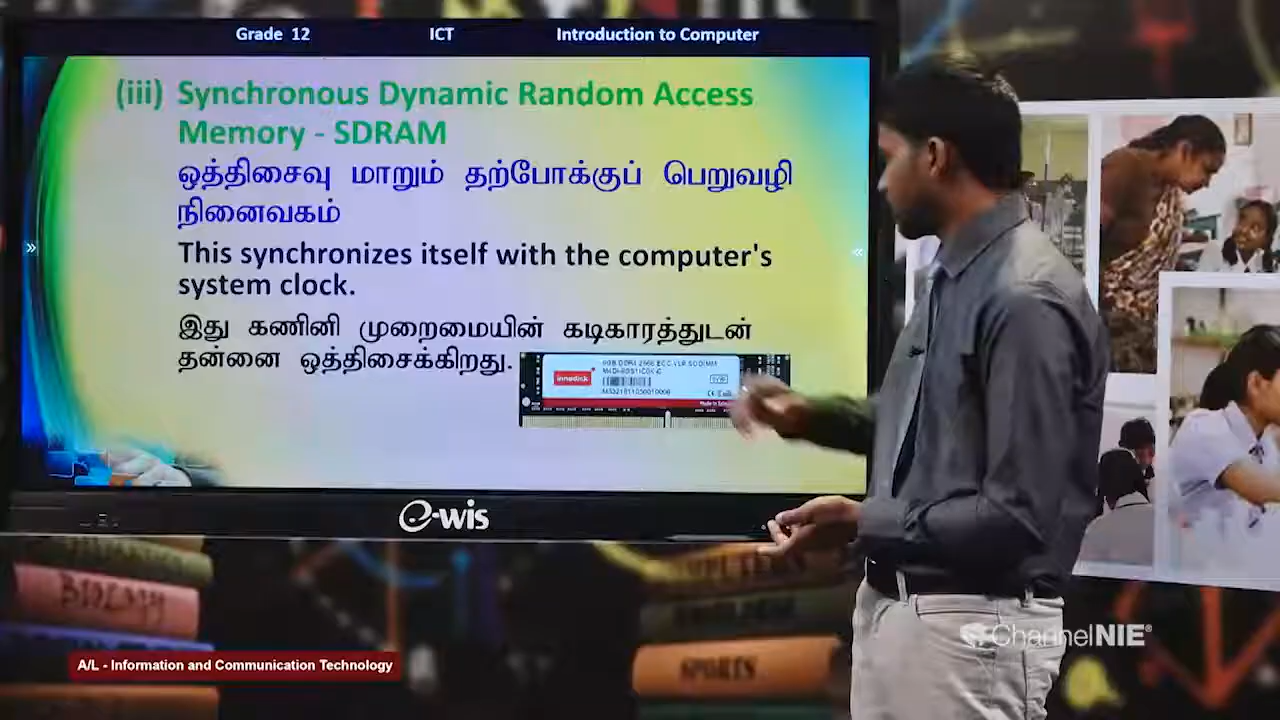 Grade 12 ICT Introduction to Computer
(iii) Synchronous Dynamic Random Access
Memory - SDRAM
ஒத்திசைவு மாறும் தற்போக்குப் பெறுவழி
நினைவகம்
This synchronizes itself with the computer's
system clock.
இது கணினி முறைமையின் கடிகாரத்துடன்
தன்னை ஒத்திசைக்கிறது.
innodisk
e-wis
BIOLOGY
SPORTS
A/L - Information and Communication Technology
ChannelNIE